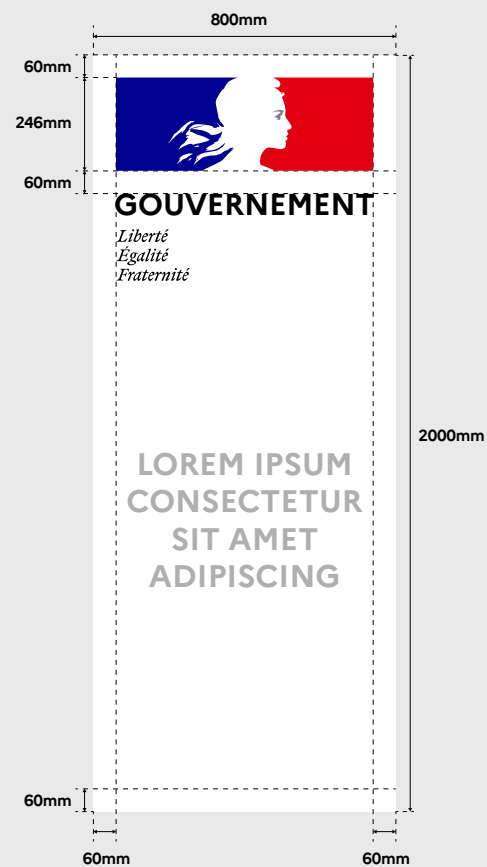 800mm
60mm
246mm
60mm
GOUVERNEMENT
Liberté
Égalité
Fraternité
2000mm
LOREM IPSUM
CONSECTETUR
SIT AMET
ADIPISCING
60mm
60mm
60mm